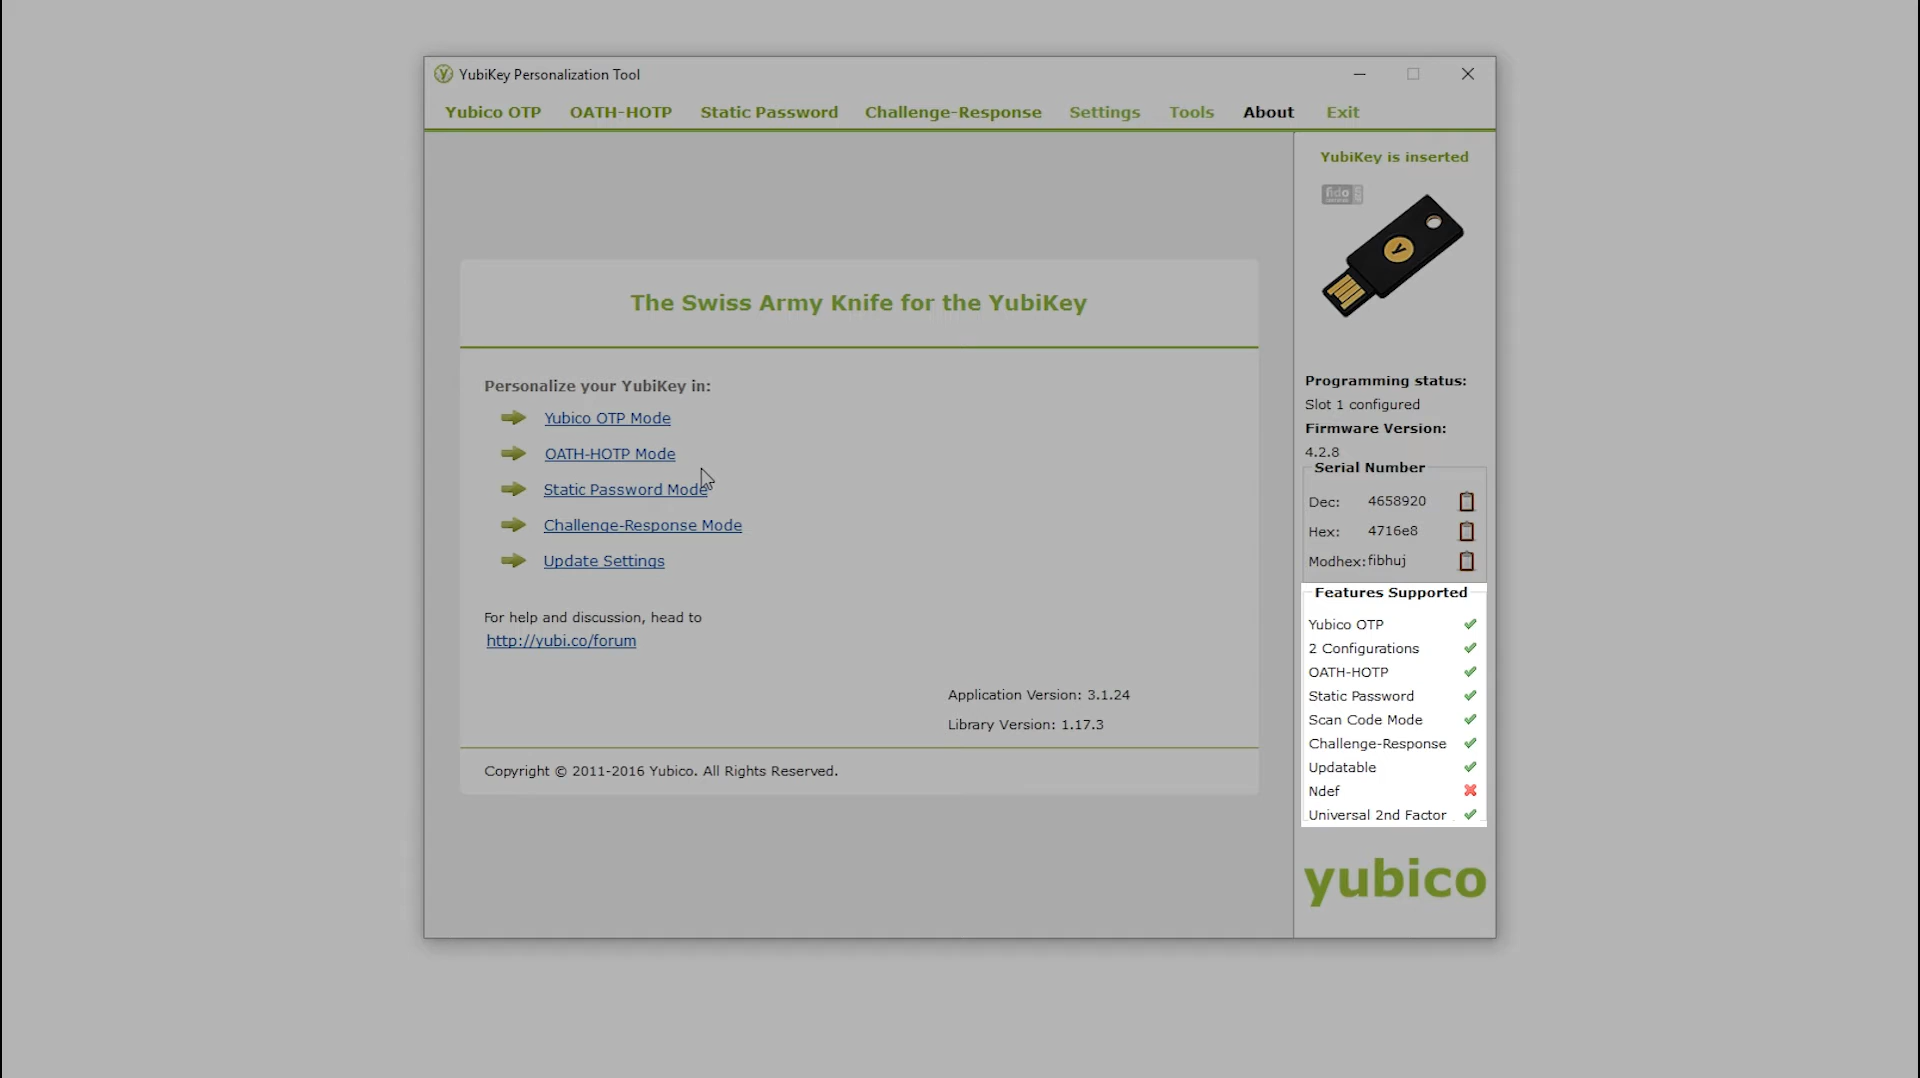 YubiKey Personalization Tool
Yubico OTP OATH-HOTP Static Password Challenge-Response Settings Tools About Exit
YubiKey is inserted
fido
The Swiss Army Knife for the YubiKey
Personalize your YubiKey in:
Yubico OTP Mode
OATH-HOTP Mode
Static Password Mode
Challenge-Response Mode
Update Settings
For help and discussion, head to
http://yubi.co/forum
Application Version: 3.1.24
Library Version: 1.17.3
Copyright © 2011-2016 Yubico. All Rights Reserved.
Programming status:
Slot 1 configured
Firmware Version:
4.2.8
Serial Number
Dec: 4658920
Hex: 4716e8
Modhex: fibhuj
Features Supported
Yubico OTP
2 Configurations
OATH-HOTP
Static Password
Scan Code Mode
Challenge-Response
Updatable
Ndef
Universal 2nd Factor
yubico